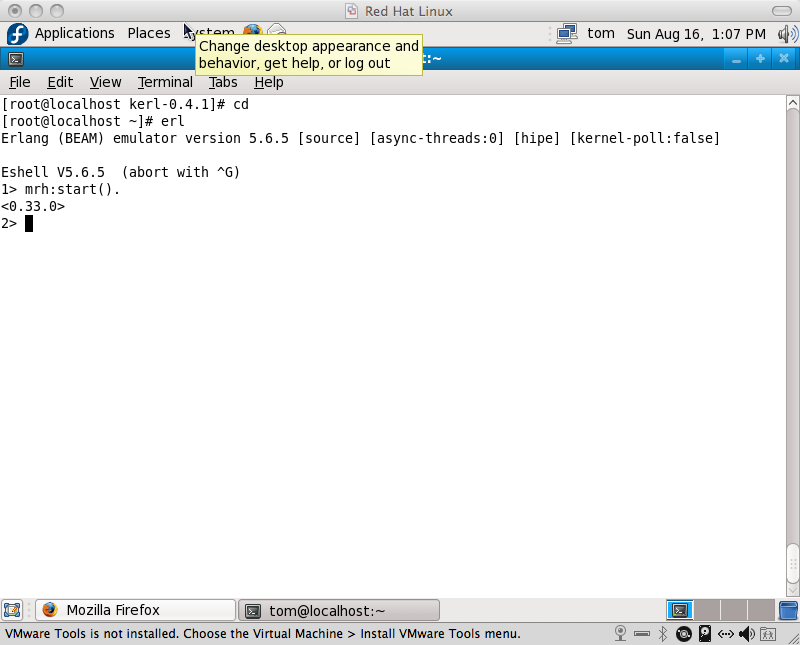 Red Hat Linux
Applications Places System tom Sun Aug 16, 1:07 PM
Change desktop appearance and
behavior, get help, or log out
:~
File Edit View Terminal Tabs Help
[root@localhost kerl-0.4.1]# cd
[root@localhost ~]# erl
Erlang (BEAM) emulator version 5.6.5 [source] [async-threads:0] [hipe] [kernel-poll:false]
Eshell V5.6.5 (abort with ^G)
1> mrh:start().
<0.33.0>
2>
Mozilla Firefox tom@localhost:~
VMware Tools is not installed. Choose the Virtual Machine > Install VMware Tools menu.